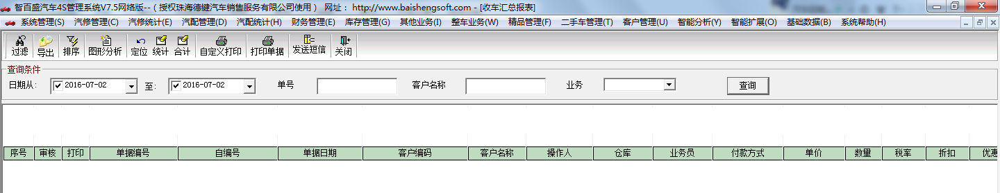 智百盛汽车4S管理系统V7.5网络版--（授权珠海德键汽车销售服务有限公司使用） 网址： http://www.baishengsoft.com - [收车汇总报表]
系统管理(S) 汽修管理(C) 汽修统计(E) 汽配管理(D) 汽配统计(H) 财务管理(E) 库存管理(G) 其他业务(I) 整车业务(W) 精品管理(F) 二手车管理(T) 客户管理(U) 智能分析(Y) 智能扩展(O) 基础数据(B) 系统帮助(H)
过滤 导出 排序 图形分析 定位 统计 合计 自定义打印 打印单据 发送短信 关闭
查询条件
日期从: 2016-07-02 至: 2016-07-02 单号 客户名称 业务 查询
序号 审核 打印 单据编号 自编号 单据日期 客户编码 客户名称 操作人 仓库 业务员 付款方式 单价 数量 税率 折扣 优惠